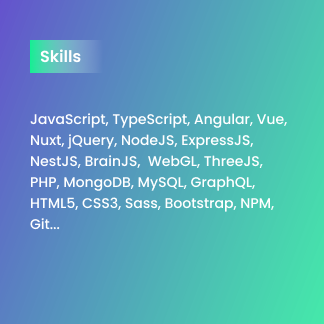 Skills
JavaScript, TypeScript, Angular, Vue,
Nuxt, jQuery, NodeJS, ExpressJS,
NestJS, BrainJS,  WebGL, ThreeJS,
PHP, MongoDB, MySQL, GraphQL,
HTML5, CSS3, Sass, Bootstrap, NPM,
Git...